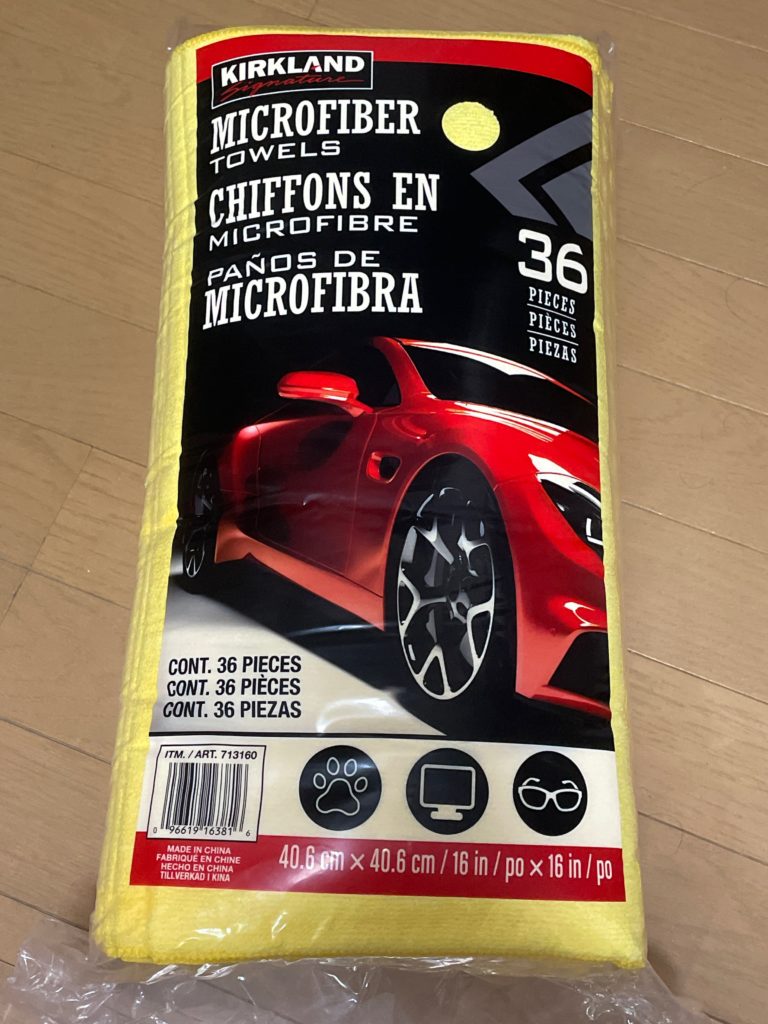 KIRKLAND
Signature
MICROFIBER
TOWELS
CHIFFONS EN
MICROFIBRE
PAÑOS DE
MICROFIBRA
36
PIECES
PIÈCES
PIEZAS
CONT. 36 PIECES
CONT. 36 PIÈCES
CONT. 36 PIEZAS
ITM. / ART. 713160
0 96619 16381 6
MADE IN CHINA
FABRIQUÉ EN CHINE
HECHO EN CHINA
TILLVERKAD I KINA
40.6 cm × 40.6 cm / 16 in / po × 16 in / po